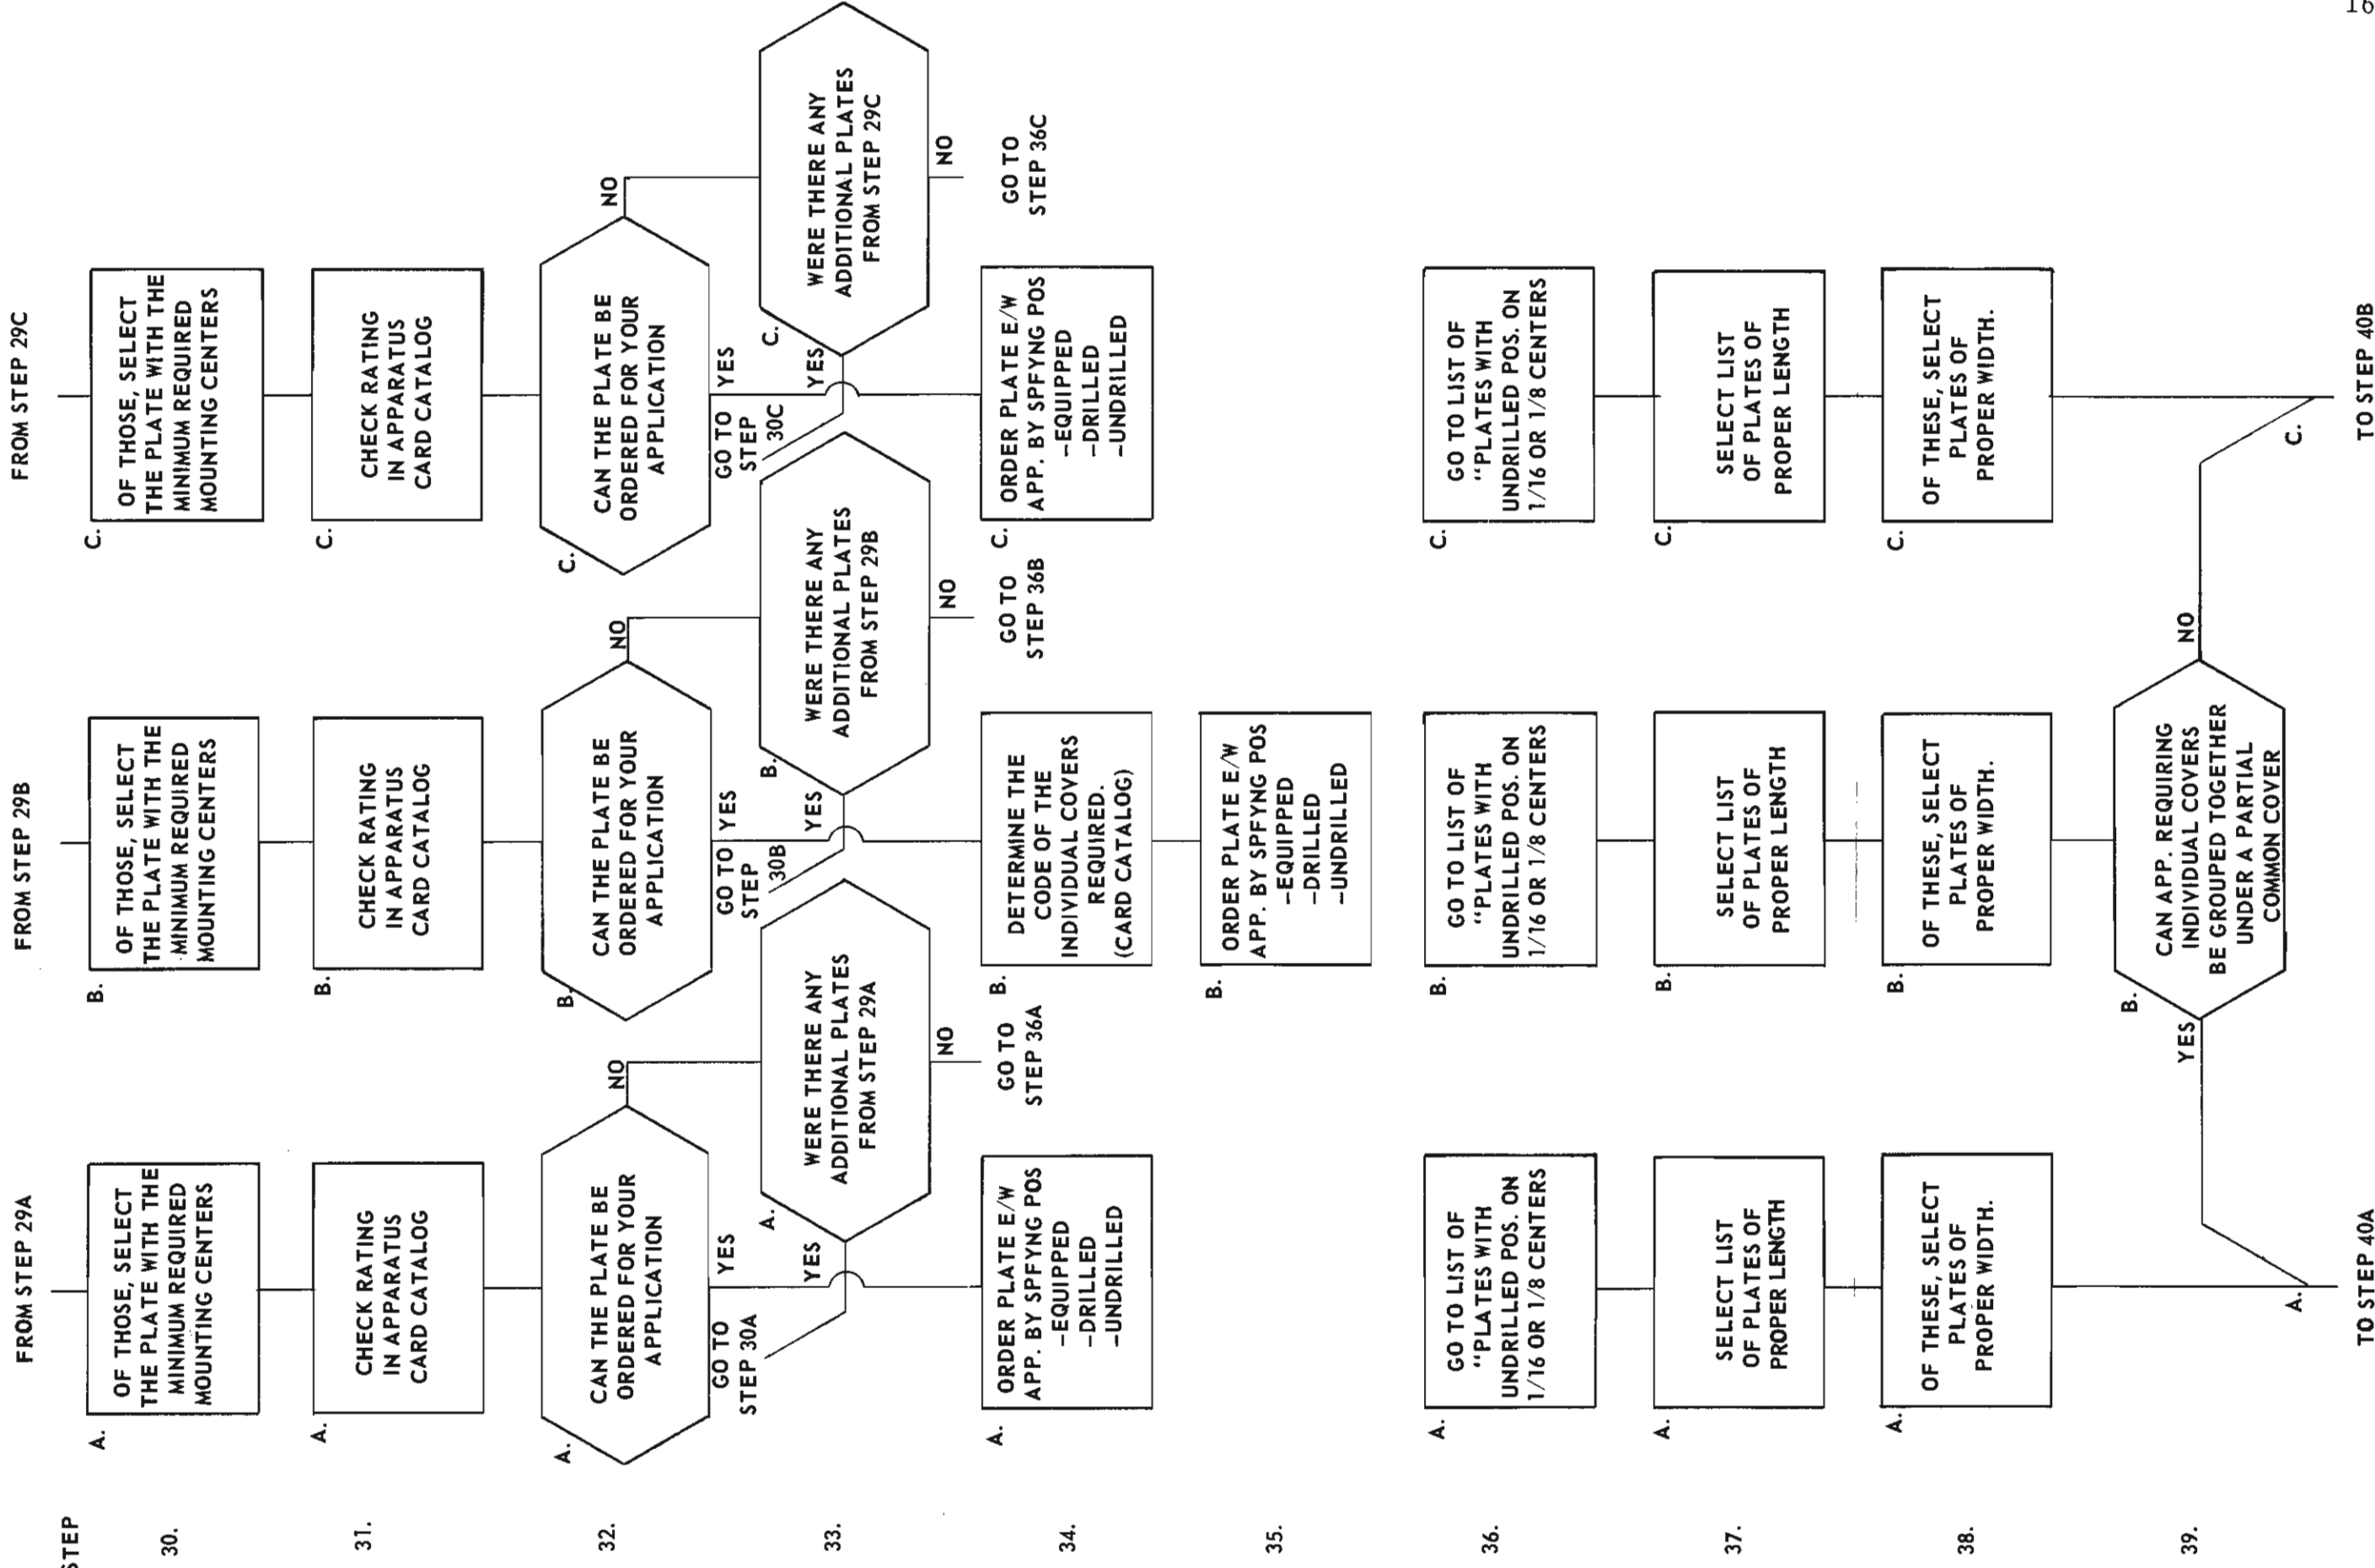 STEP
FROM STEP 29A
FROM STEP 29B
FROM STEP 29C
30.
A.
OF THOSE, SELECT
THE PLATE WITH THE
MINIMUM REQUIRED
MOUNTING CENTERS
B.
OF THOSE, SELECT
THE PLATE WITH THE
MINIMUM REQUIRED
MOUNTING CENTERS
C.
OF THOSE, SELECT
THE PLATE WITH THE
MINIMUM REQUIRED
MOUNTING CENTERS
31.
A.
CHECK RATING
IN APPARATUS
CARD CATALOG
B.
CHECK RATING
IN APPARATUS
CARD CATALOG
C.
CHECK RATING
IN APPARATUS
CARD CATALOG
32.
A.
CAN THE PLATE BE
ORDERED FOR YOUR
APPLICATION
NO
YES
B.
CAN THE PLATE BE
ORDERED FOR YOUR
APPLICATION
NO
YES
C.
CAN THE PLATE BE
ORDERED FOR YOUR
APPLICATION
NO
YES
33.
GO TO
STEP 30A
YES
A.
WERE THERE ANY
ADDITIONAL PLATES
FROM STEP 29A
NO
GO TO
STEP 36A
GO TO
STEP
30B
YES
B.
WERE THERE ANY
ADDITIONAL PLATES
FROM STEP 29B
NO
GO TO
STEP 36B
GO TO
STEP
30C
YES
C.
WERE THERE ANY
ADDITIONAL PLATES
FROM STEP 29C
NO
GO TO
STEP 36C
34.
A.
ORDER PLATE E/W
APP. BY SPFYNG POS
-EQUIPPED
-DRILLED
-UNDRILLED
B.
DETERMINE THE
CODE OF THE
INDIVIDUAL COVERS
REQUIRED.
(CARD CATALOG)
C.
ORDER PLATE E/W
APP. BY SPFYNG POS
-EQUIPPED
-DRILLED
-UNDRILLED
35.
B.
ORDER PLATE E/W
APP. BY SPFYNG POS
-EQUIPPED
-DRILLED
-UNDRILLED
36.
A.
GO TO LIST OF
"PLATES WITH
UNDRILLED POS. ON
1/16 OR 1/8 CENTERS
B.
GO TO LIST OF
"PLATES WITH
UNDRILLED POS. ON
1/16 OR 1/8 CENTERS
C.
GO TO LIST OF
"PLATES WITH
UNDRILLED POS. ON
1/16 OR 1/8 CENTERS
37.
A.
SELECT LIST
OF PLATES OF
PROPER LENGTH
B.
SELECT LIST
OF PLATES OF
PROPER LENGTH
C.
SELECT LIST
OF PLATES OF
PROPER LENGTH
38.
A.
OF THESE, SELECT
PLATES OF
PROPER WIDTH.
B.
OF THESE, SELECT
PLATES OF
PROPER WIDTH.
C.
OF THESE, SELECT
PLATES OF
PROPER WIDTH.
39.
YES
B.
CAN APP. REQUIRING
INDIVIDUAL COVERS
BE GROUPED TOGETHER
UNDER A PARTIAL
COMMON COVER
NO
A.
C.
TO STEP 40A
TO STEP 40B
16